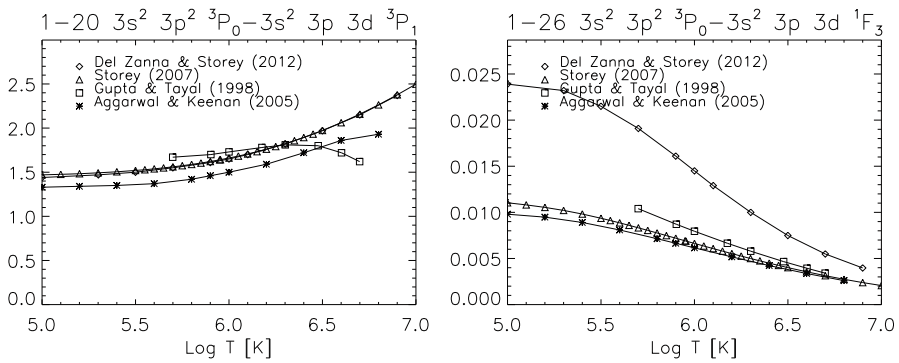 1−20 3s² 3p² ³P₀−3s² 3p 3d ³P₁
◇ Del Zanna & Storey (2012)
△ Storey (2007)
□ Gupta & Tayal (1998)
✱ Aggarwal & Keenan (2005)
2.5
2.0
1.5
1.0
0.5
0.0
5.0 5.5 6.0 6.5 7.0
Log T [K]
1−26 3s² 3p² ³P₀−3s² 3p 3d ¹F₃
◇ Del Zanna & Storey (2012)
△ Storey (2007)
□ Gupta & Tayal (1998)
✱ Aggarwal & Keenan (2005)
0.025
0.020
0.015
0.010
0.005
0.000
5.0 5.5 6.0 6.5 7.0
Log T [K]